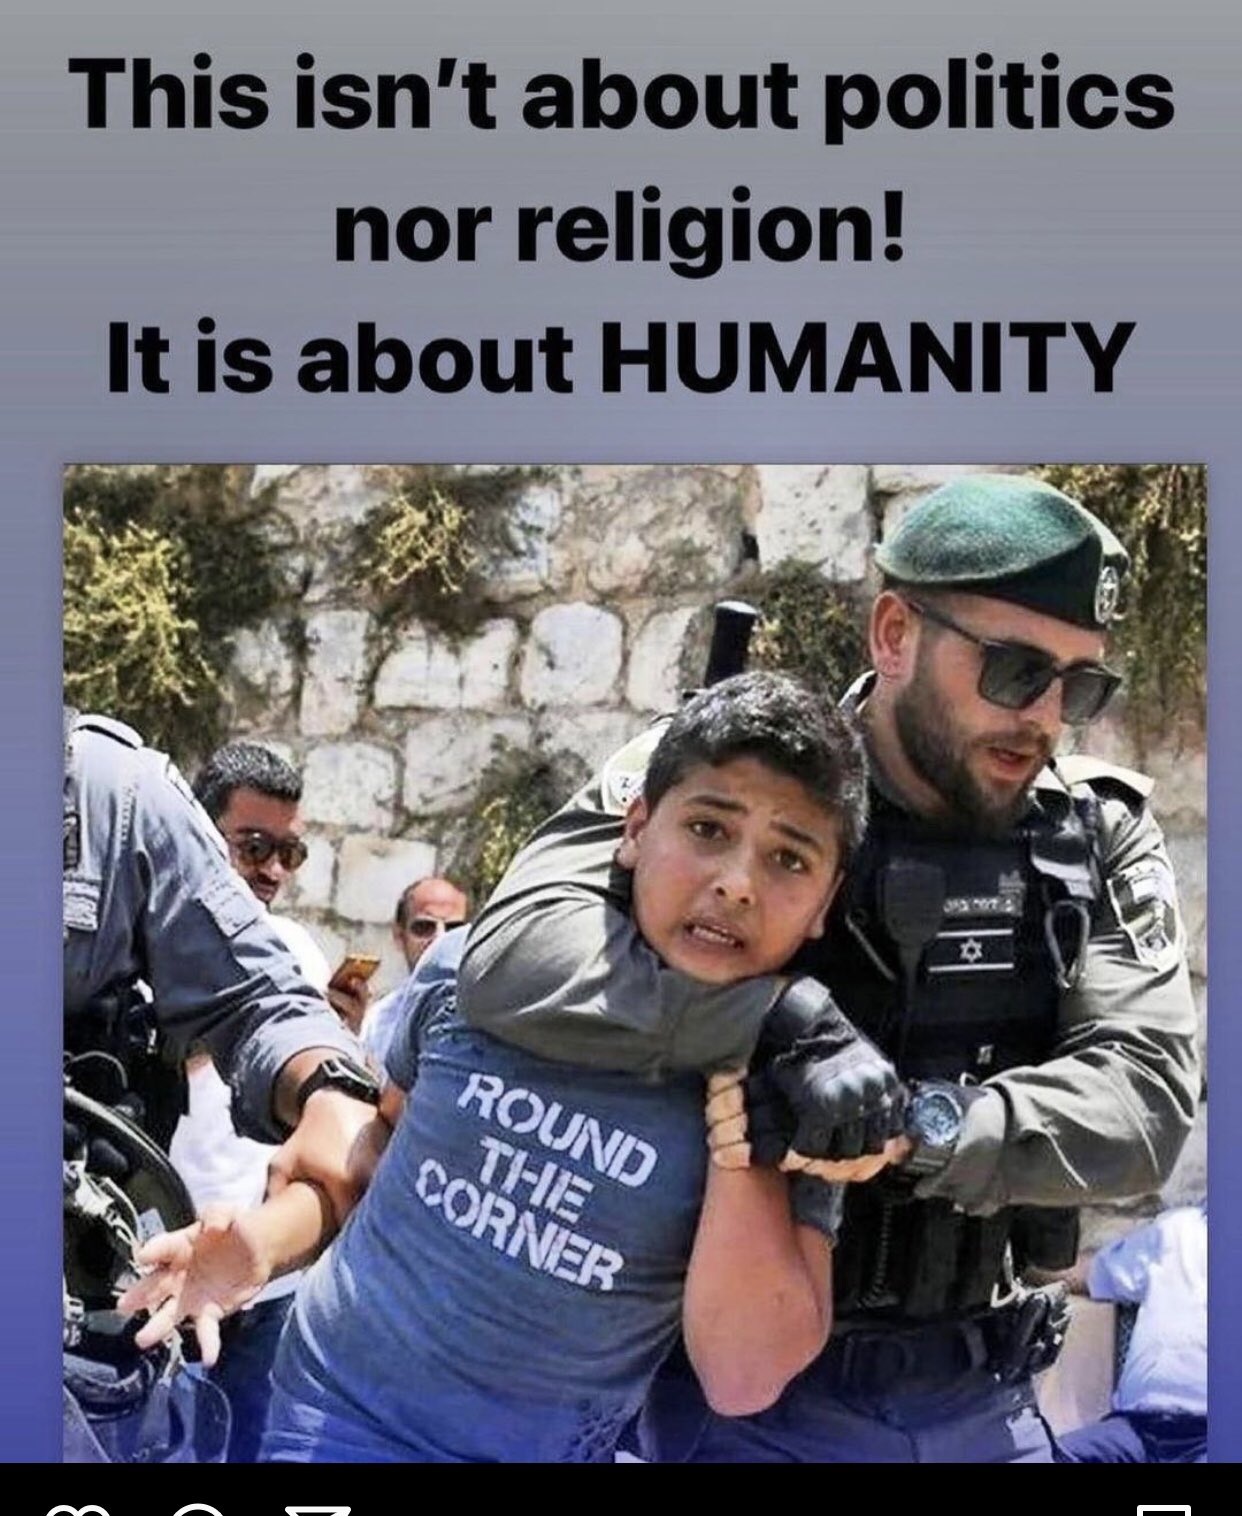 This isn’t about politics
nor religion!
It is about HUMANITY
ROUND
THE
CORNER